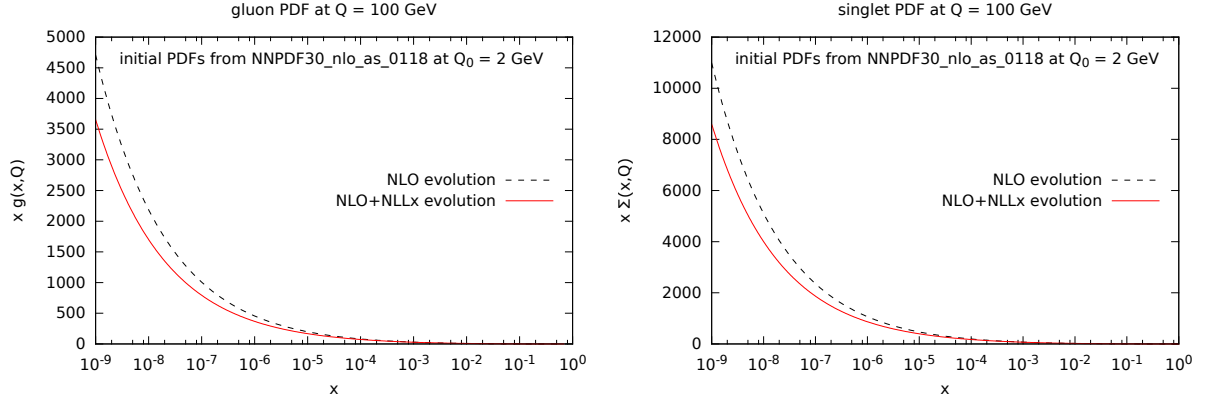 gluon PDF at Q = 100 GeV
initial PDFs from NNPDF30_nlo_as_0118 at Q₀ = 2 GeV
NLO evolution
NLO+NLLx evolution
x g(x,Q)
5000
4500
4000
3500
3000
2500
2000
1500
1000
500
0
10⁻⁹ 10⁻⁸ 10⁻⁷ 10⁻⁶ 10⁻⁵ 10⁻⁴ 10⁻³ 10⁻² 10⁻¹ 10⁰
x
singlet PDF at Q = 100 GeV
initial PDFs from NNPDF30_nlo_as_0118 at Q₀ = 2 GeV
NLO evolution
NLO+NLLx evolution
x Σ(x,Q)
12000
10000
8000
6000
4000
2000
0
10⁻⁹ 10⁻⁸ 10⁻⁷ 10⁻⁶ 10⁻⁵ 10⁻⁴ 10⁻³ 10⁻² 10⁻¹ 10⁰
x